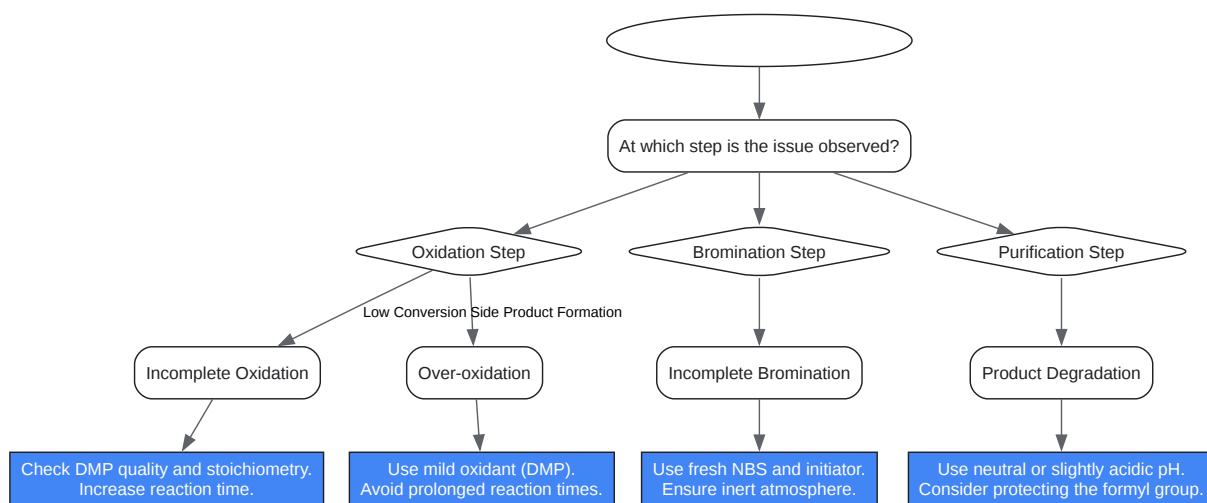 At which step is the issue observed?
Oxidation Step
Bromination Step
Purification Step
Low Conversion
Side Product Formation
Incomplete Oxidation
Over-oxidation
Incomplete Bromination
Product Degradation
Check DMP quality and stoichiometry.
Increase reaction time.
Use mild oxidant (DMP).
Avoid prolonged reaction times.
Use fresh NBS and initiator.
Ensure inert atmosphere.
Use neutral or slightly acidic pH.
Consider protecting the formyl group.